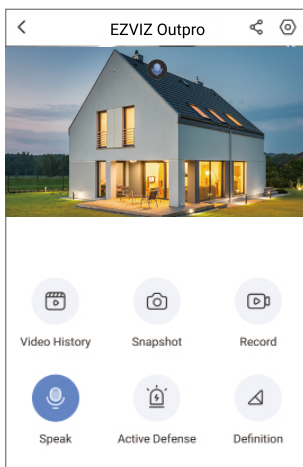 EZVIZ Outpro
Video History
Snapshot
Record
Speak
Active Defense
Definition